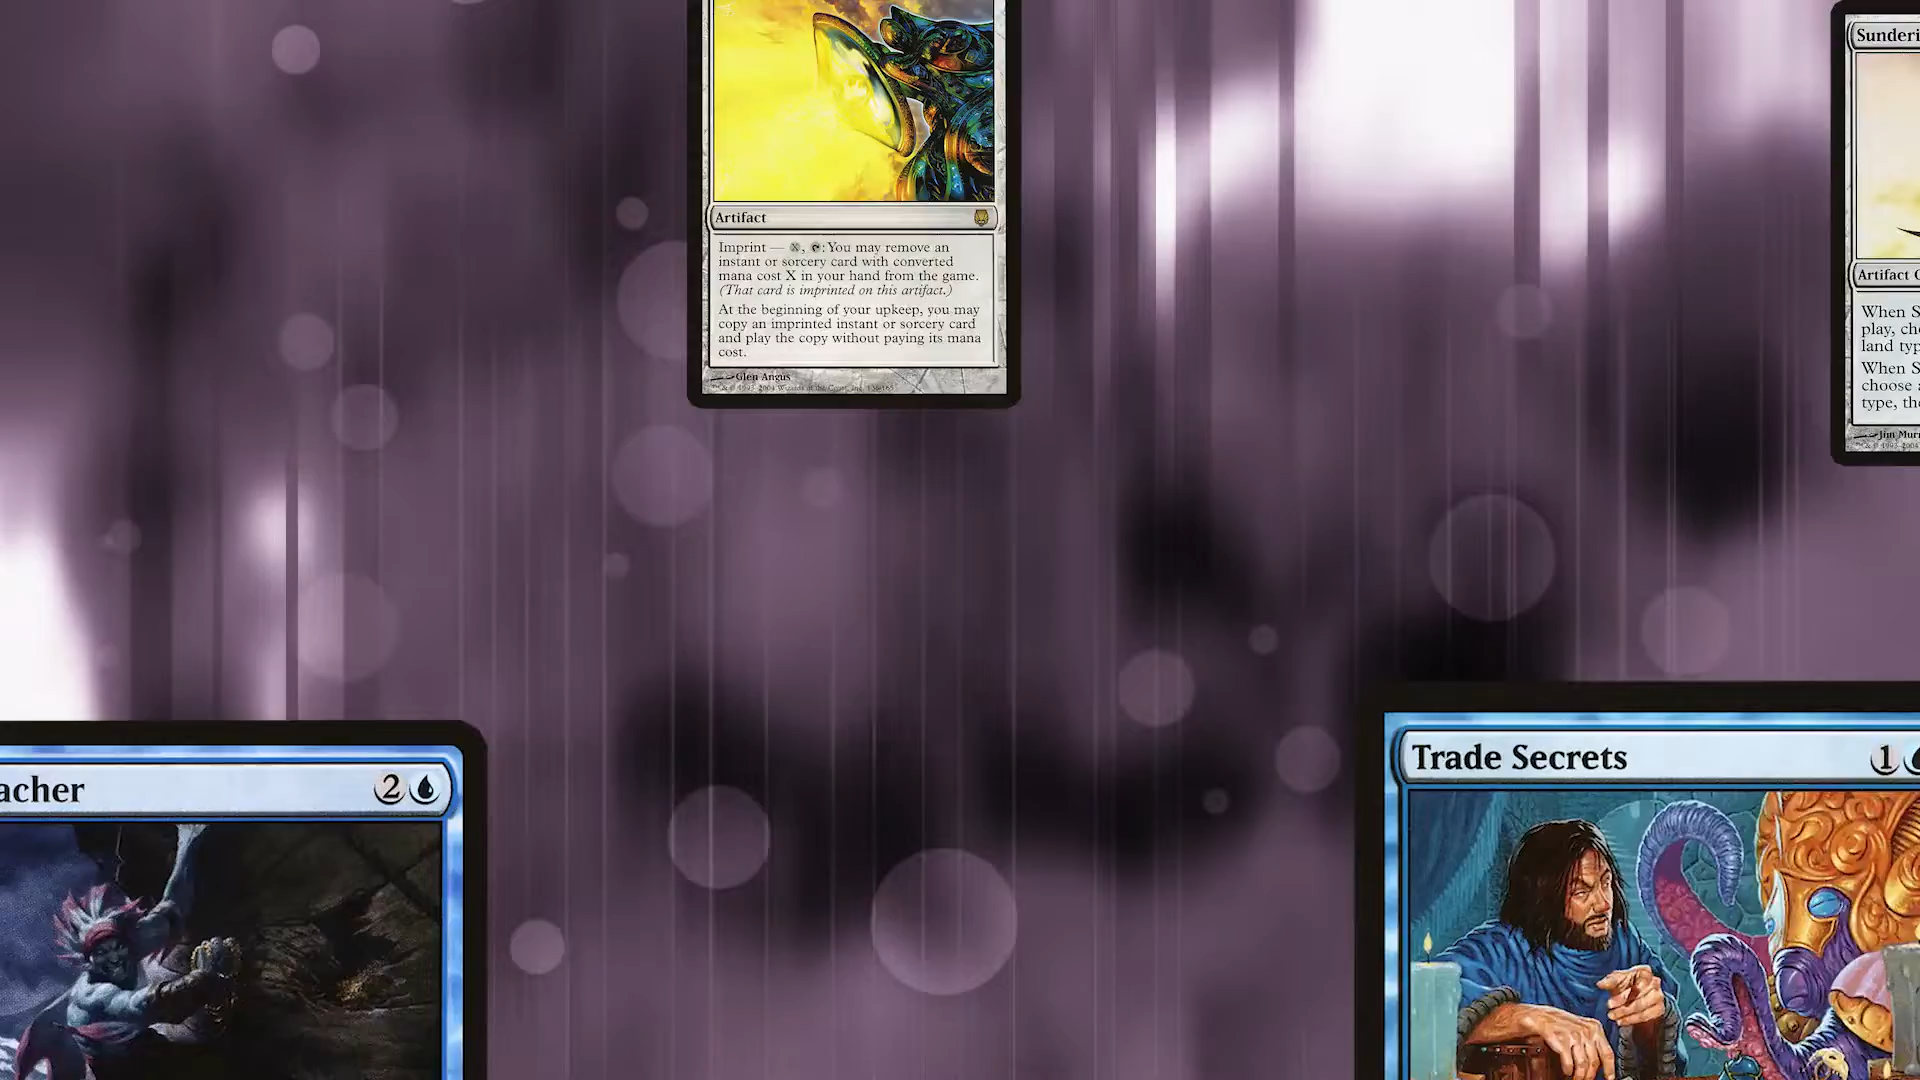 Artifact
Imprint — X, : You may remove an
instant or sorcery card with converted
mana cost X in your hand from the game.
(That card is imprinted on this artifact.)
At the beginning of your upkeep, you may
copy an imprinted instant or sorcery card
and play the copy without paying its mana
cost.
Glen Angus
Sunderi
Artifact
When S
play, ch
land typ
When S
choose
type, the
Jim Murr
acher 2
Trade Secrets 1